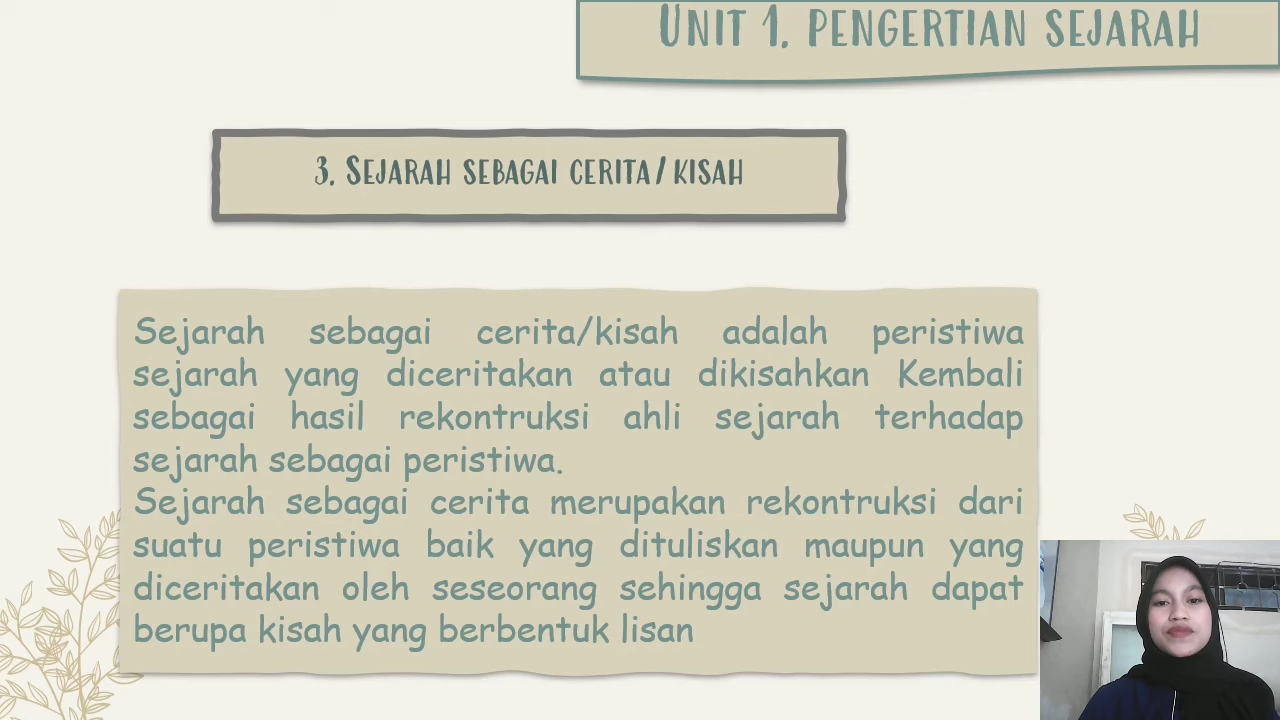 Unit 1. Pengertian Sejarah
3. Sejarah sebagai cerita/kisah
Sejarah sebagai cerita/kisah adalah peristiwa
sejarah yang diceritakan atau dikisahkan Kembali
sebagai hasil rekontruksi ahli sejarah terhadap
sejarah sebagai peristiwa.
Sejarah sebagai cerita merupakan rekontruksi dari
suatu peristiwa baik yang dituliskan maupun yang
diceritakan oleh seseorang sehingga sejarah dapat
berupa kisah yang berbentuk lisan